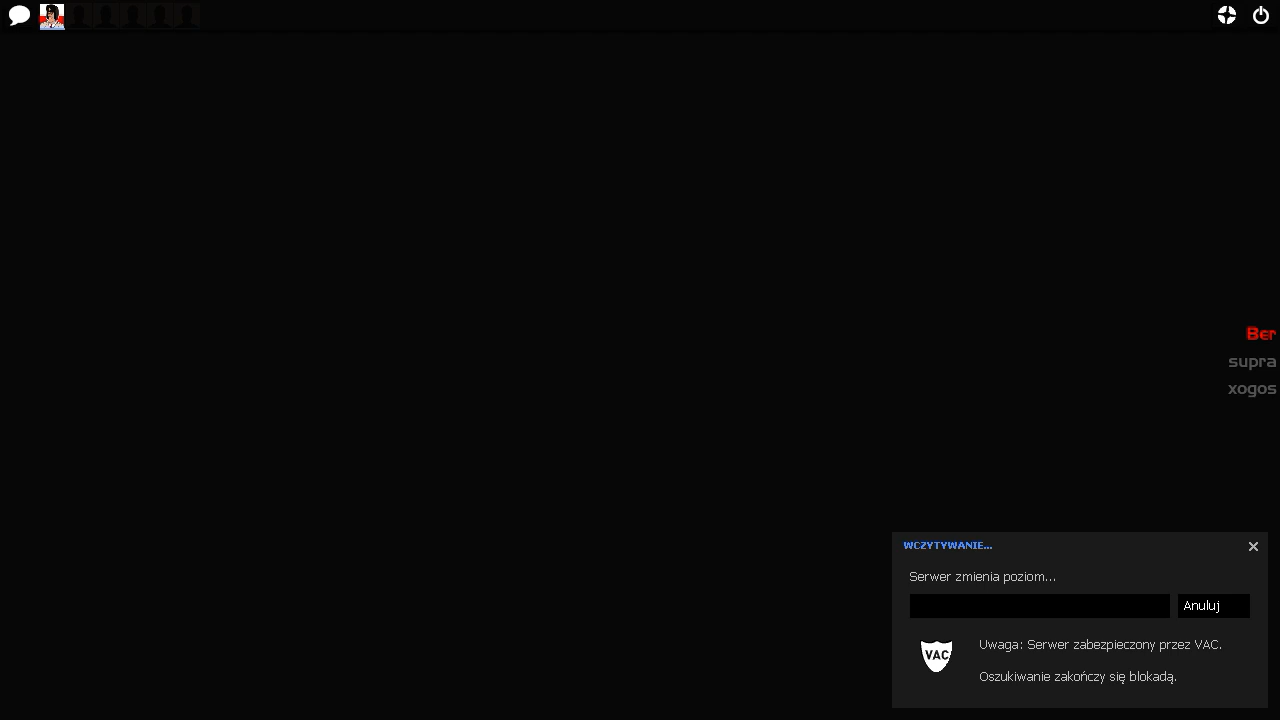 Ber
supra
xogos
WCZYTYWANIE...
Serwer zmienia poziom...
Anuluj
VAC
Uwaga: Serwer zabezpieczony przez VAC.
Oszukiwanie zakończy się blokadą.